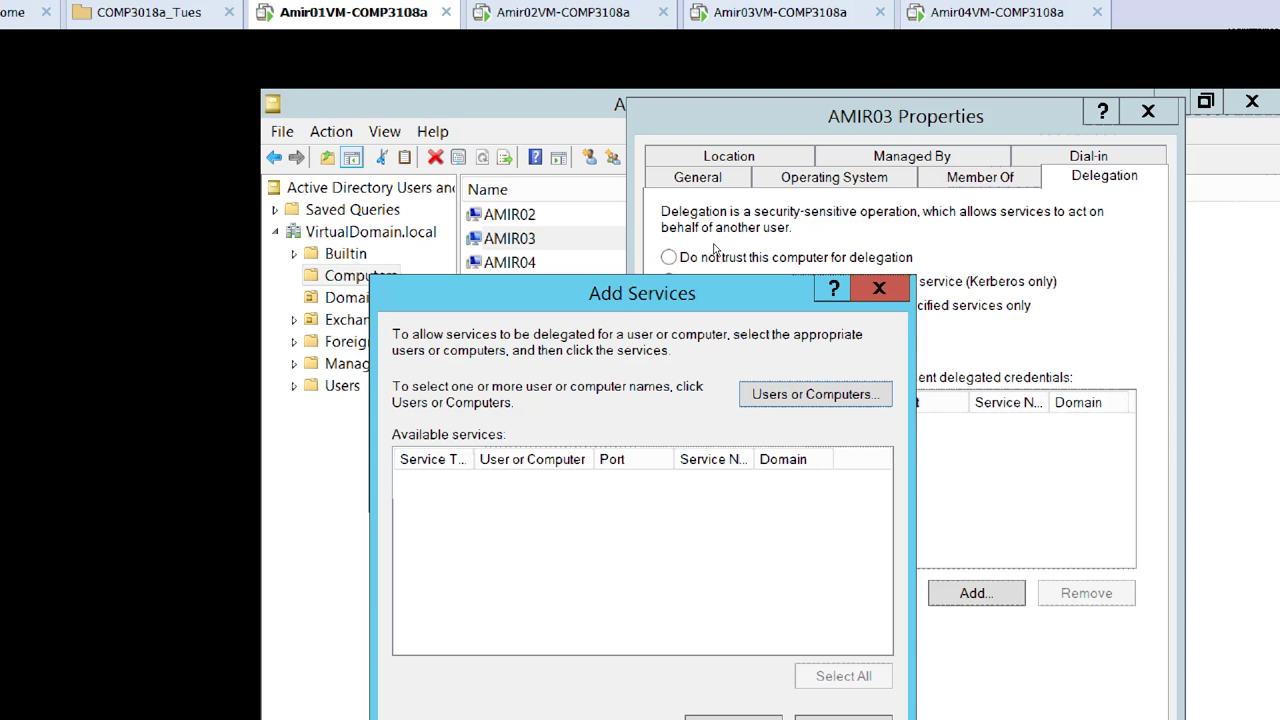 ome
COMP3018a_Tues
Amir01VM-COMP3108a
Amir02VM-COMP3108a
Amir03VM-COMP3108a
Amir04VM-COMP3108a
A
AMIR03 Properties
File Action View Help
Location Managed By Dial-in
General Operating System Member Of Delegation
Active Directory Users and
Saved Queries
VirtualDomain.local
Builtin
Computers
Domai
Exchan
Foreig
Manag
Users
Name
AMIR02
AMIR03
AMIR04
Delegation is a security-sensitive operation, which allows services to act on
behalf of another user.
Do not trust this computer for delegation
service (Kerberos only)
cified services only
ent delegated credentials:
t Service N... Domain
Add... Remove
Add Services
To allow services to be delegated for a user or computer, select the appropriate
users or computers, and then click the services.
To select one or more user or computer names, click
Users or Computers.
Users or Computers...
Available services:
Service T... User or Computer Port Service N... Domain
Select All